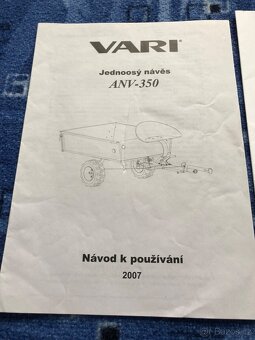 VARI®
Jednoosý návěs
ANV-350
Návod k používání
2007